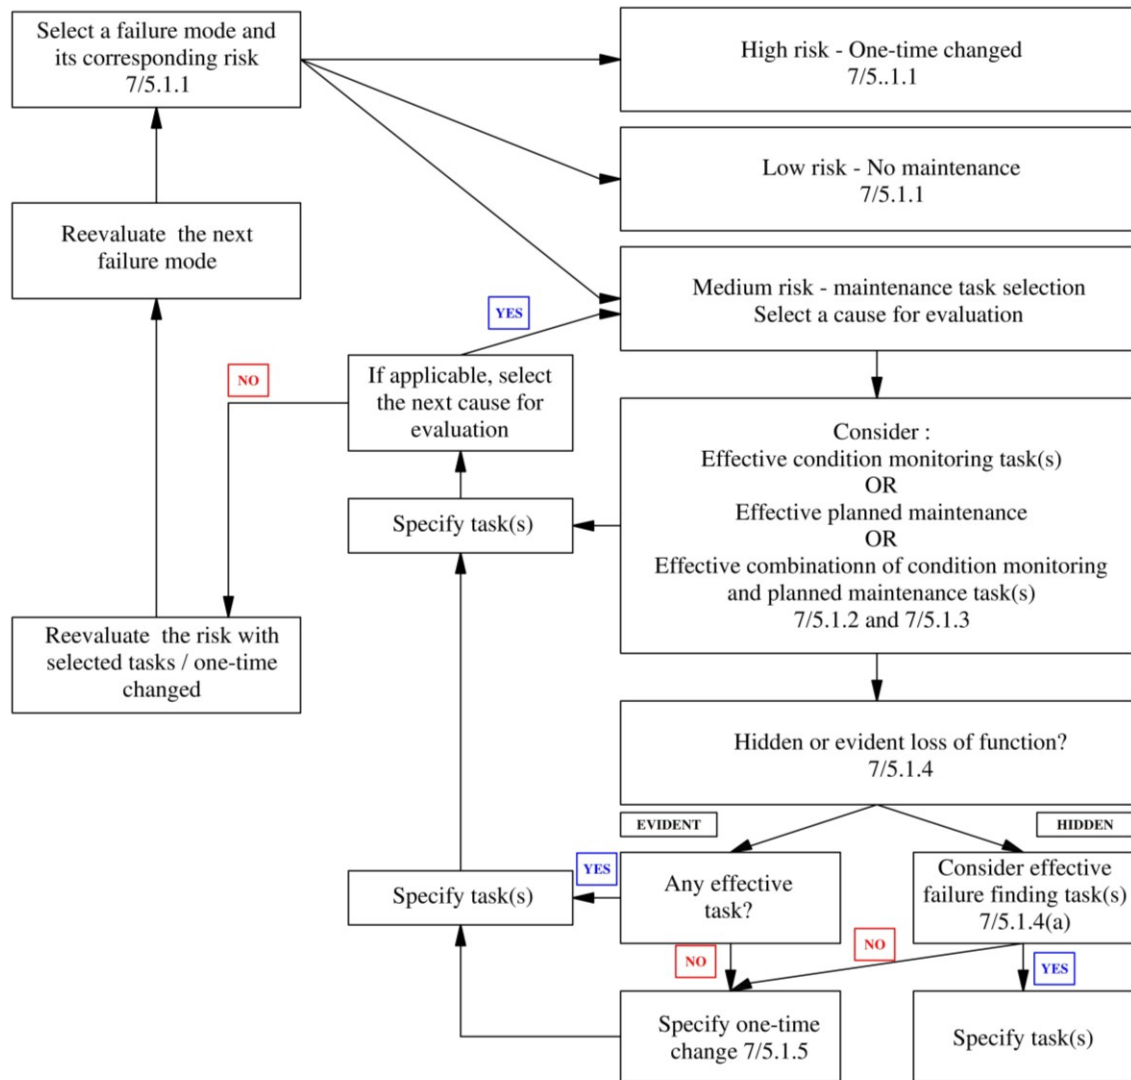 Select a failure mode and
its corresponding risk
7/5.1.1
High risk - One-time changed
7/5..1.1
Low risk - No maintenance
7/5.1.1
Reevaluate the next
failure mode
Medium risk - maintenance task selection
Select a cause for evaluation
YES
NO
If applicable, select
the next cause for
evaluation
Consider :
Effective condition monitoring task(s)
OR
Effective planned maintenance
OR
Effective combinationn of condition monitoring
and planned maintenance task(s)
7/5.1.2 and 7/5.1.3
Specify task(s)
Reevaluate the risk with
selected tasks / one-time
changed
Hidden or evident loss of function?
7/5.1.4
EVIDENT
HIDDEN
YES
Specify task(s)
Any effective
task?
Consider effective
failure finding task(s)
7/5.1.4(a)
NO
NO
YES
Specify one-time
change 7/5.1.5
Specify task(s)